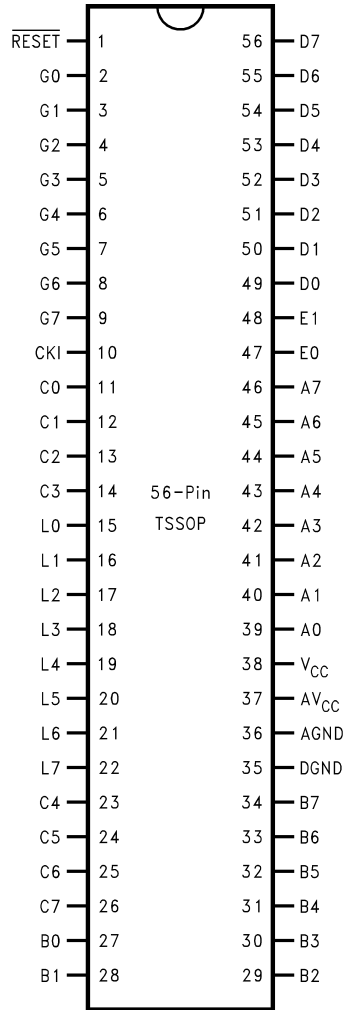 RESET 1 56 D7
G0 2 55 D6
G1 3 54 D5
G2 4 53 D4
G3 5 52 D3
G4 6 51 D2
G5 7 50 D1
G6 8 49 D0
G7 9 48 E1
CKI 10 47 E0
C0 11 46 A7
C1 12 45 A6
C2 13 44 A5
C3 14 56-Pin 43 A4
L0 15 TSSOP 42 A3
L1 16 41 A2
L2 17 40 A1
L3 18 39 A0
L4 19 38 VCC
L5 20 37 AVCC
L6 21 36 AGND
L7 22 35 DGND
C4 23 34 B7
C5 24 33 B6
C6 25 32 B5
C7 26 31 B4
B0 27 30 B3
B1 28 29 B2